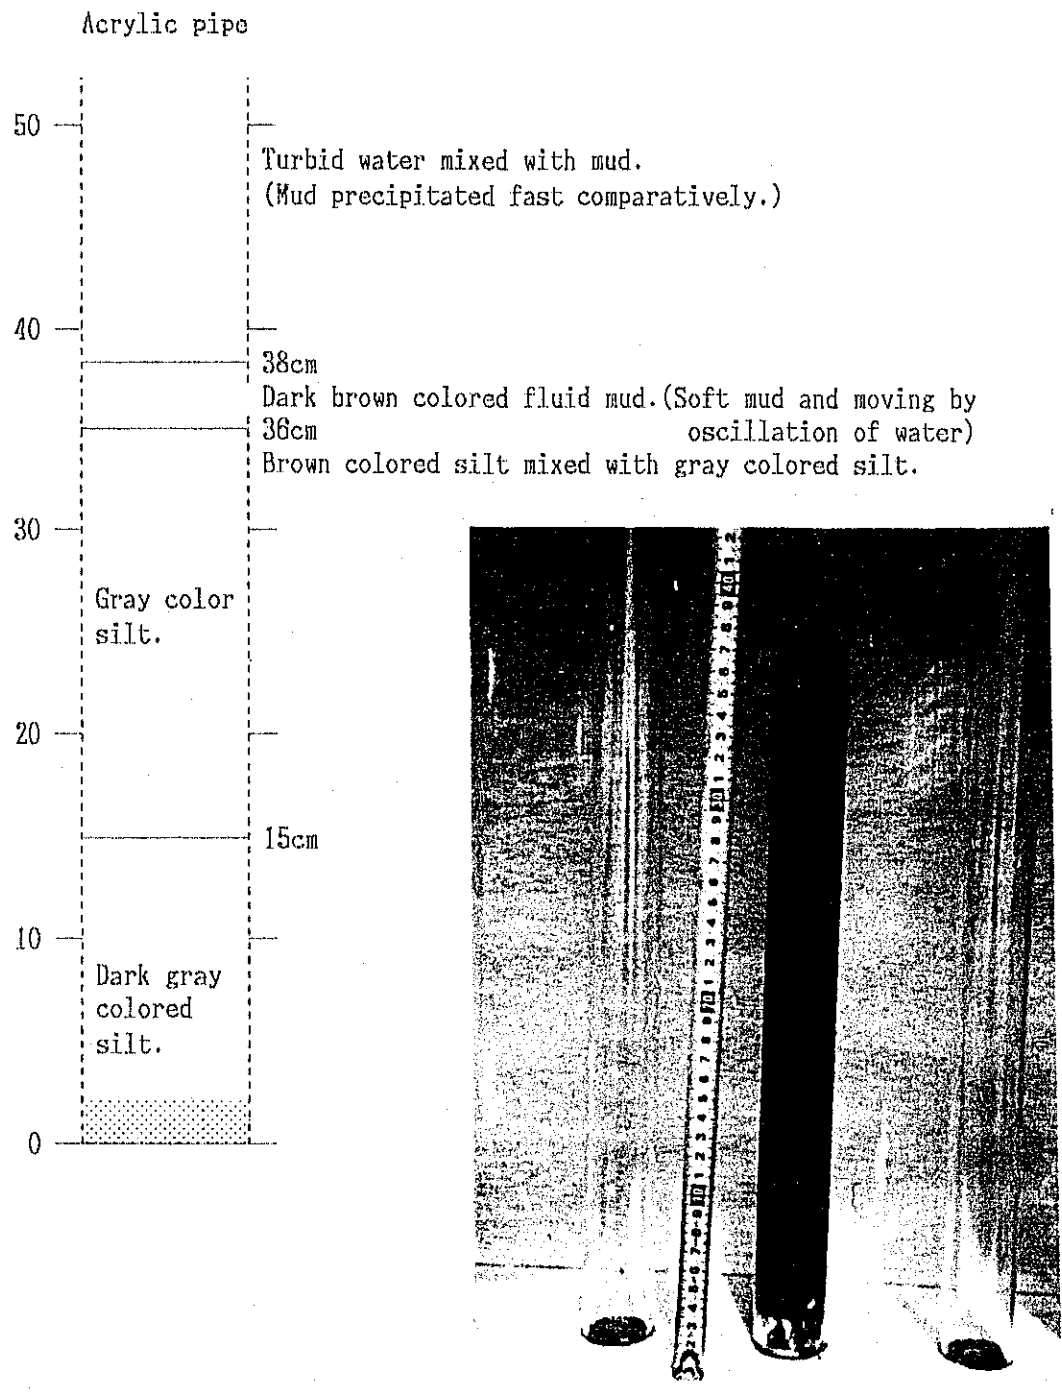 Acrylic pipe
50
Turbid water mixed with mud.
(Mud precipitated fast comparatively.)
40
38cm
Dark brown colored fluid mud.(Soft mud and moving by
36cm oscillation of water)
Brown colored silt mixed with gray colored silt.
30
Gray color
silt.
20
15cm
10
Dark gray
colored
silt.
0